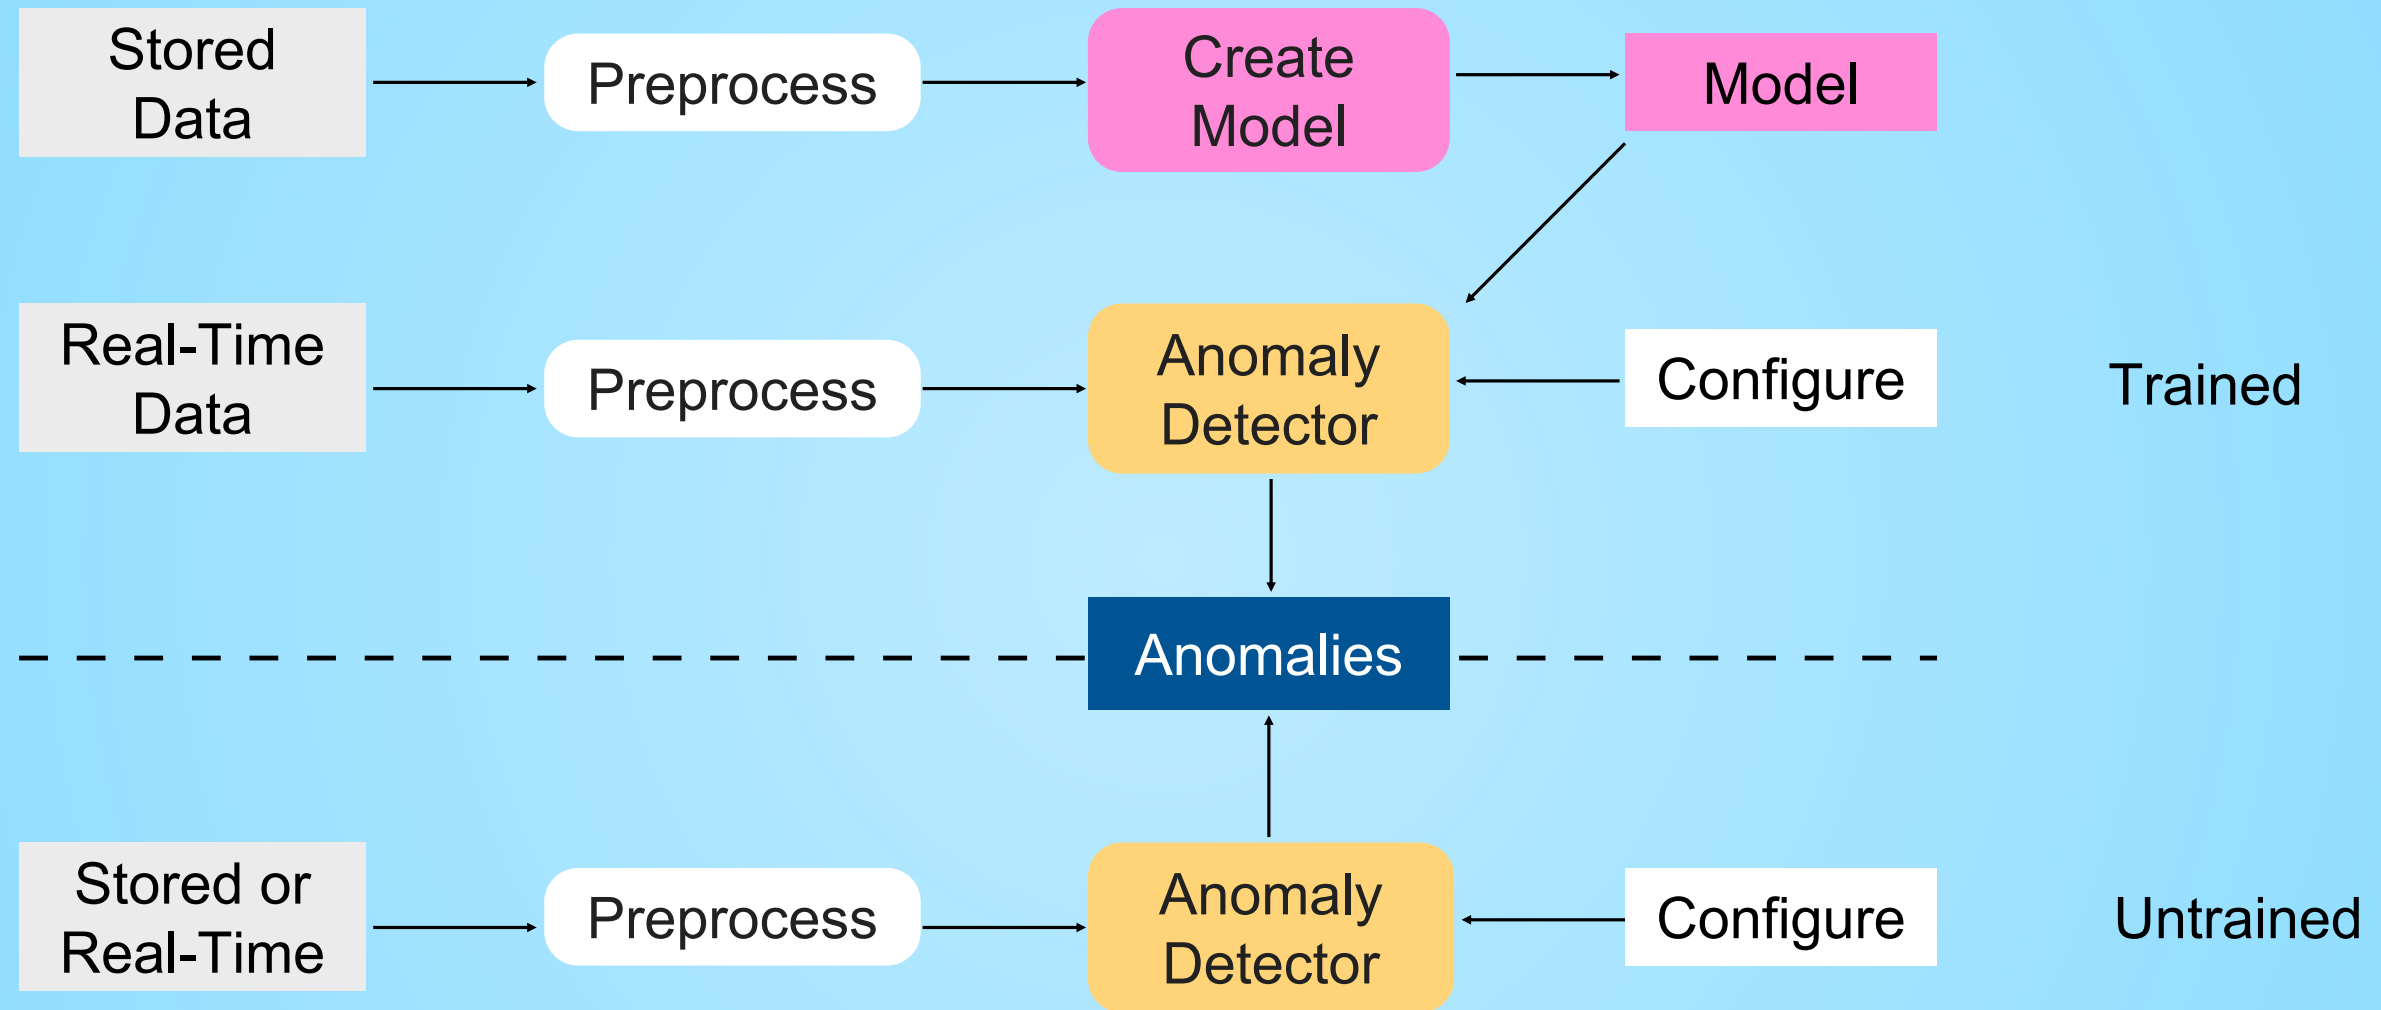 Stored
Data
Preprocess
Create
Model
Model
Real-Time
Data
Preprocess
Anomaly
Detector
Configure
Trained
Anomalies
Stored or
Real-Time
Preprocess
Anomaly
Detector
Configure
Untrained